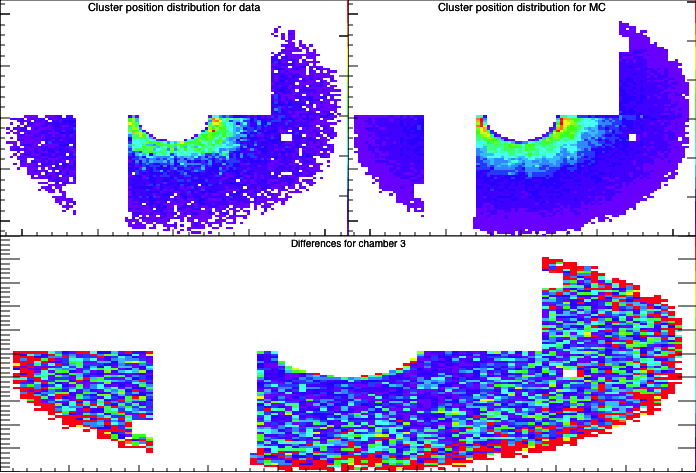 Cluster position distribution for data
Cluster position distribution for MC
Differences for chamber 3